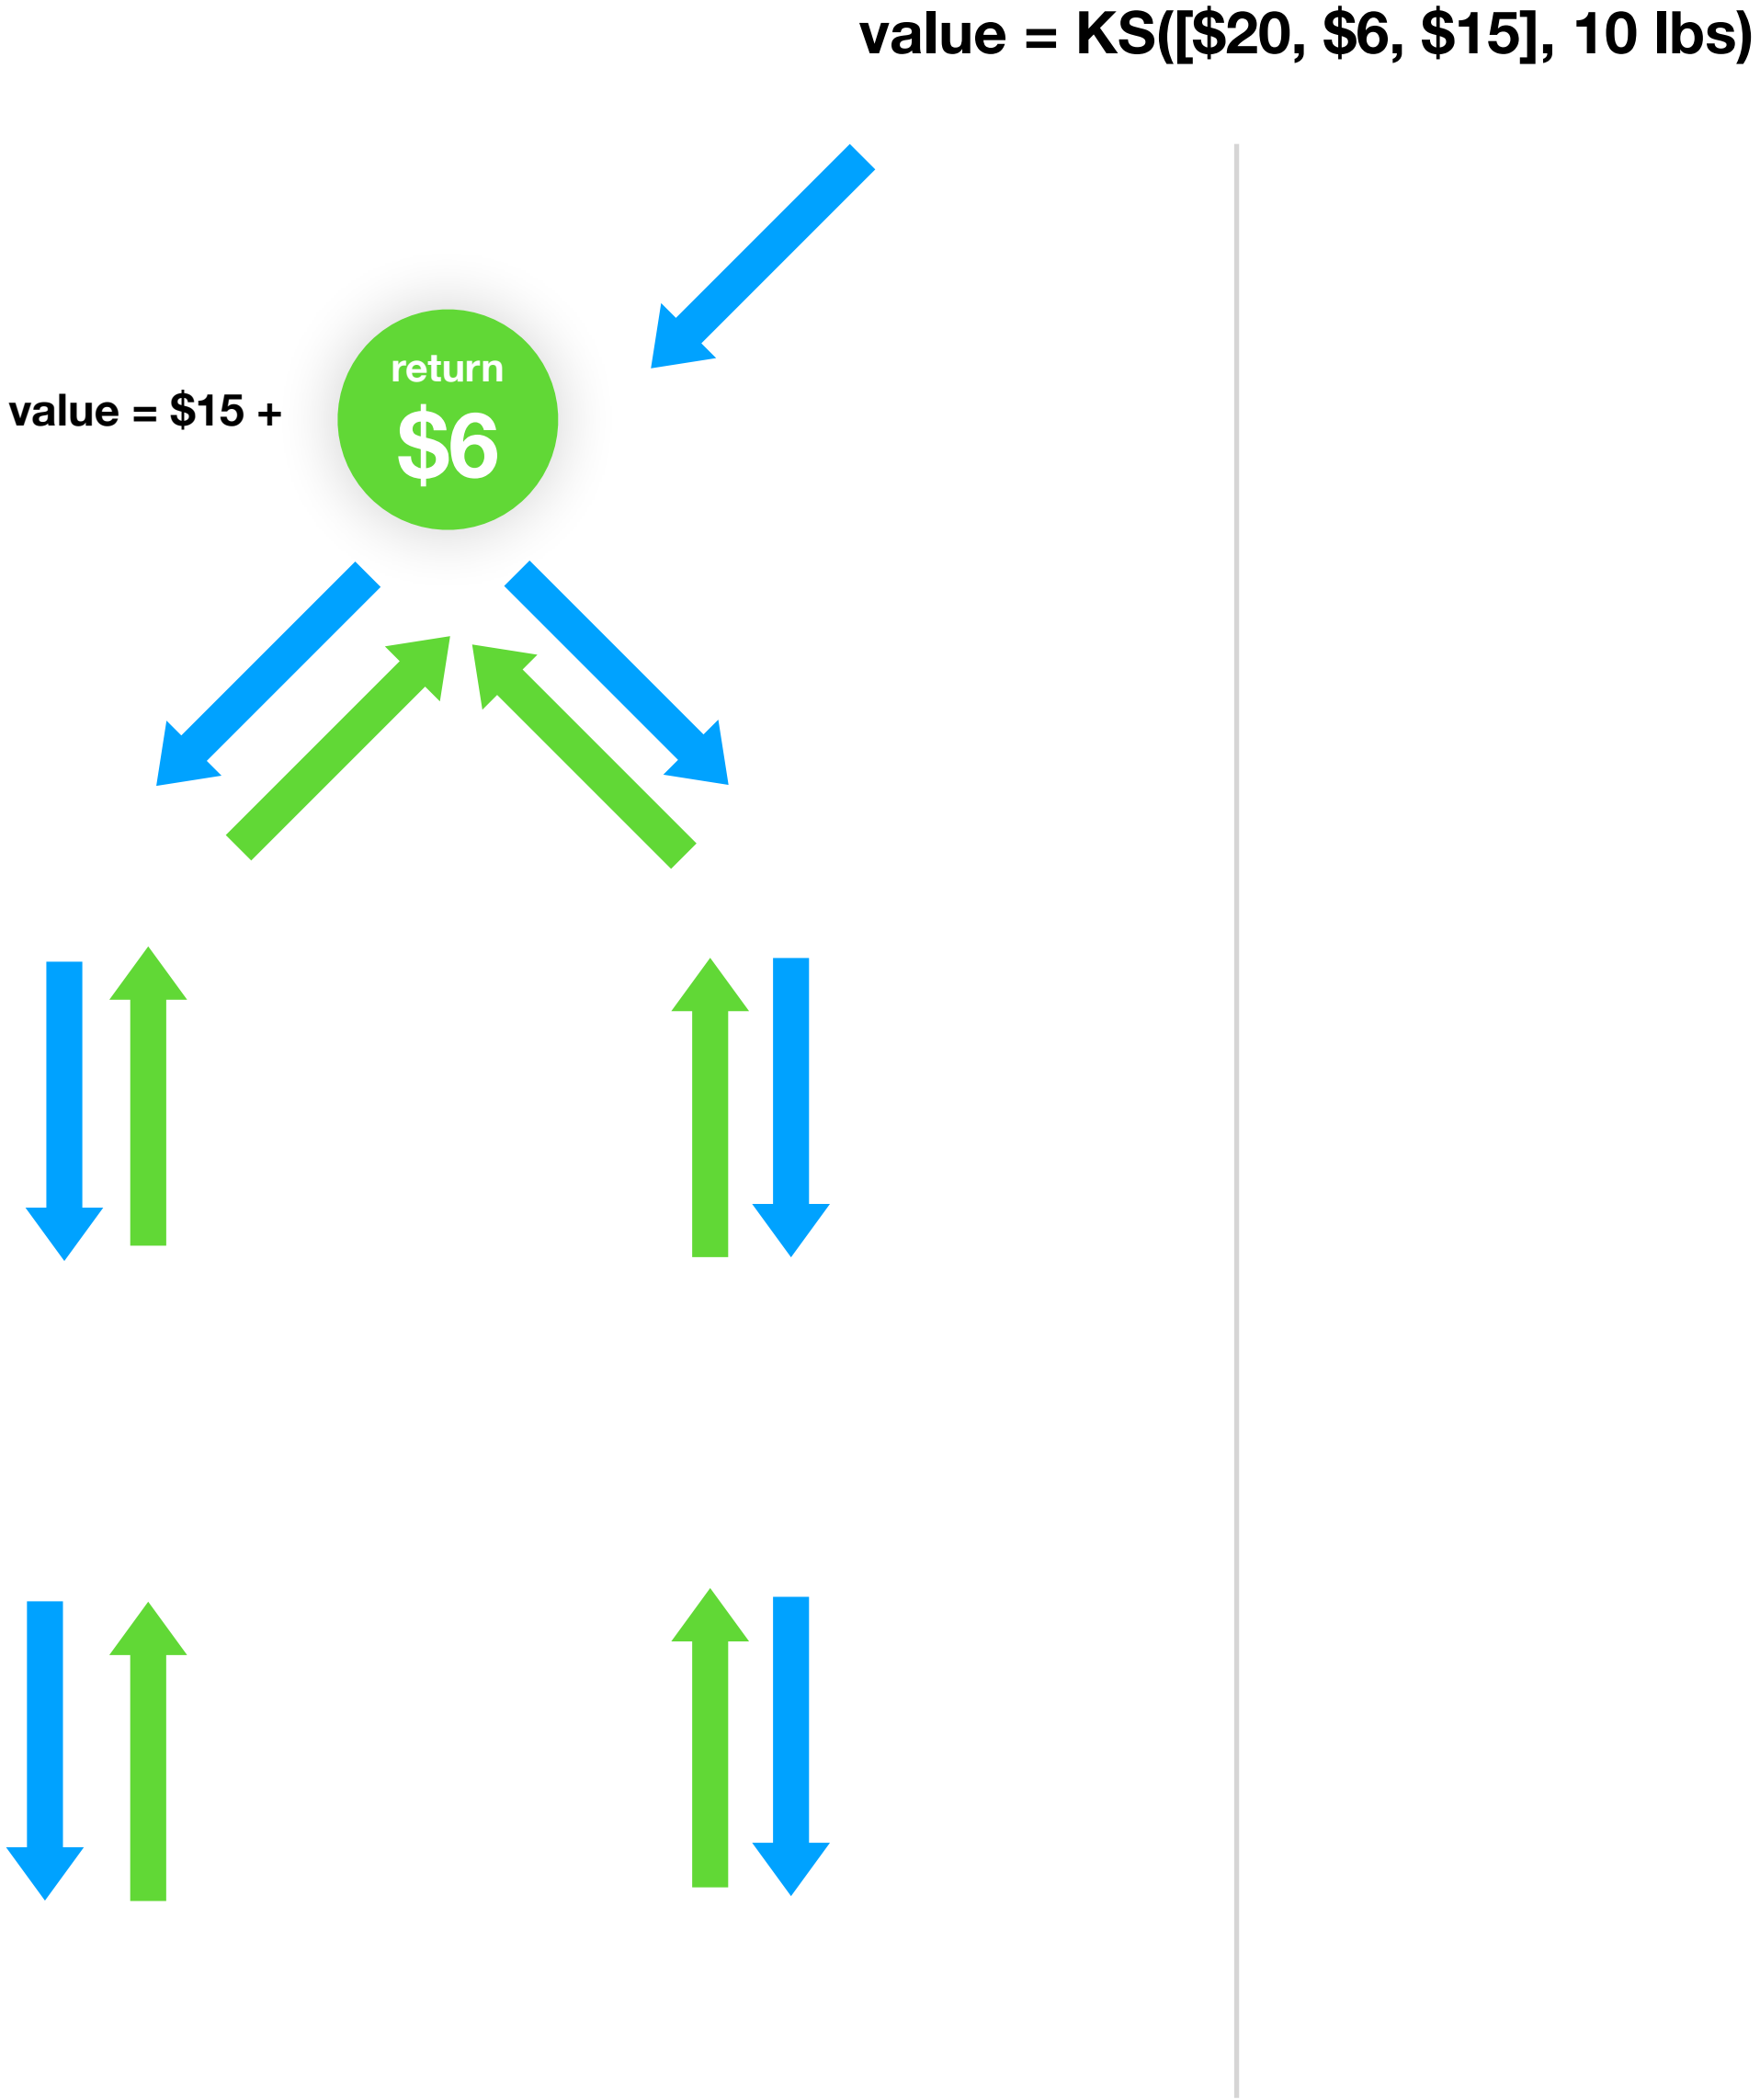 value = KS([$20, $6, $15], 10 lbs)
return
value = $15 +
$6